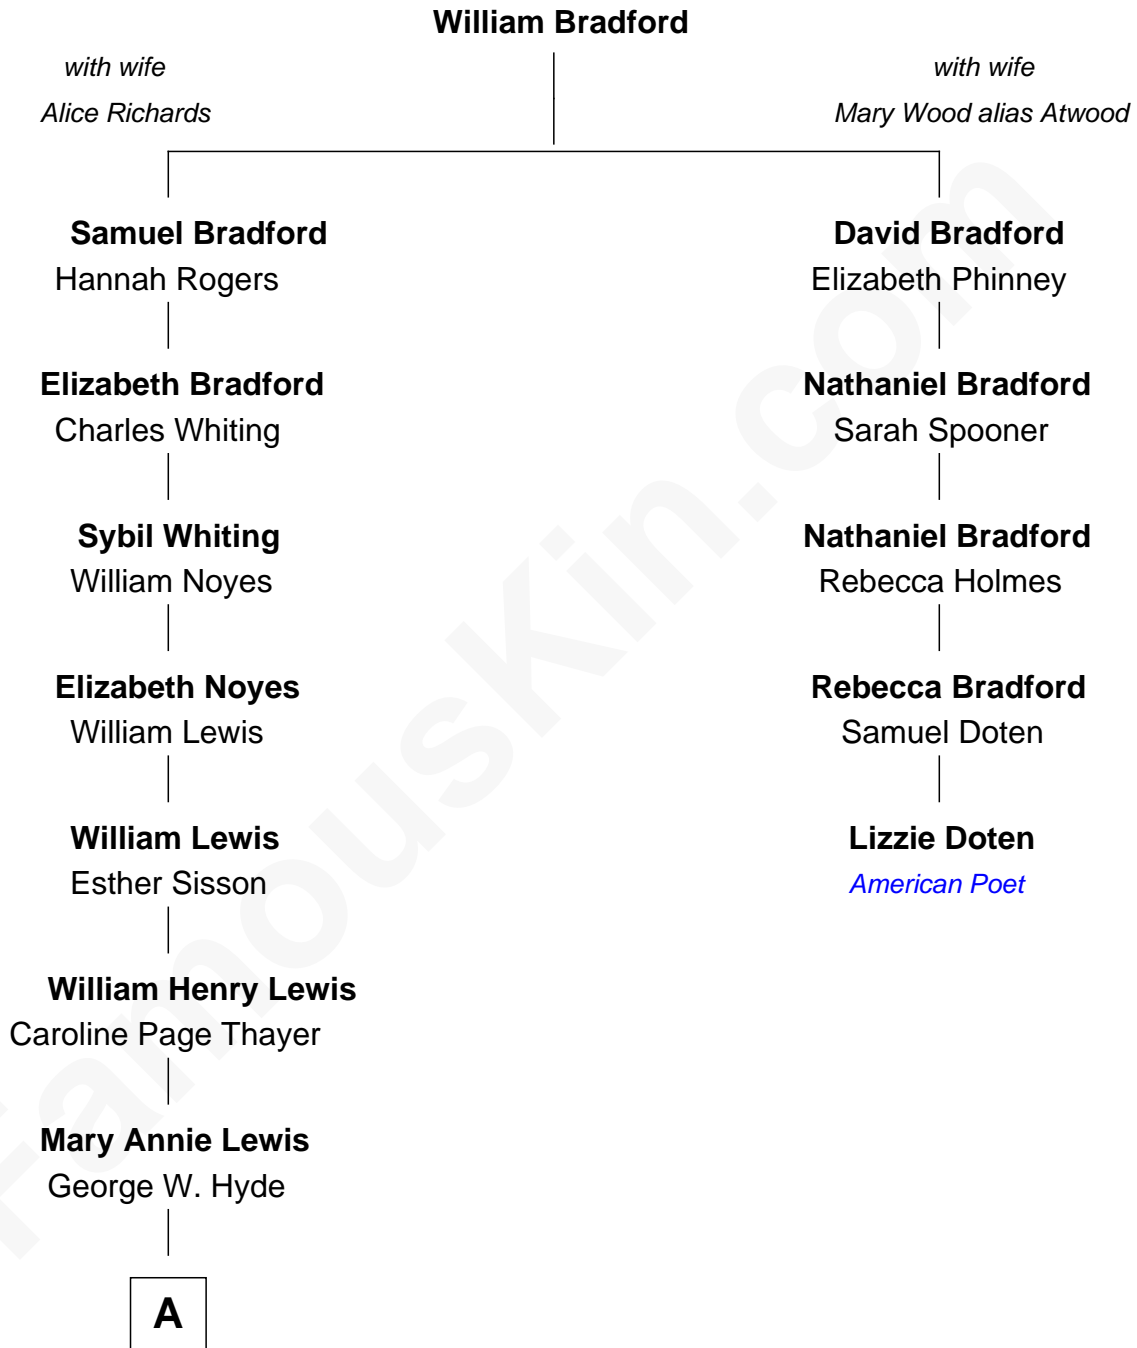 William Bradford
with wife
Alice Richards
with wife
Mary Wood alias Atwood
Samuel Bradford
Hannah Rogers
David Bradford
Elizabeth Phinney
Elizabeth Bradford
Charles Whiting
Nathaniel Bradford
Sarah Spooner
Sybil Whiting
William Noyes
Nathaniel Bradford
Rebecca Holmes
Elizabeth Noyes
William Lewis
Rebecca Bradford
Samuel Doten
William Lewis
Esther Sisson
Lizzie Doten
American Poet
William Henry Lewis
Caroline Page Thayer
Mary Annie Lewis
George W. Hyde
A
FamousKin.com